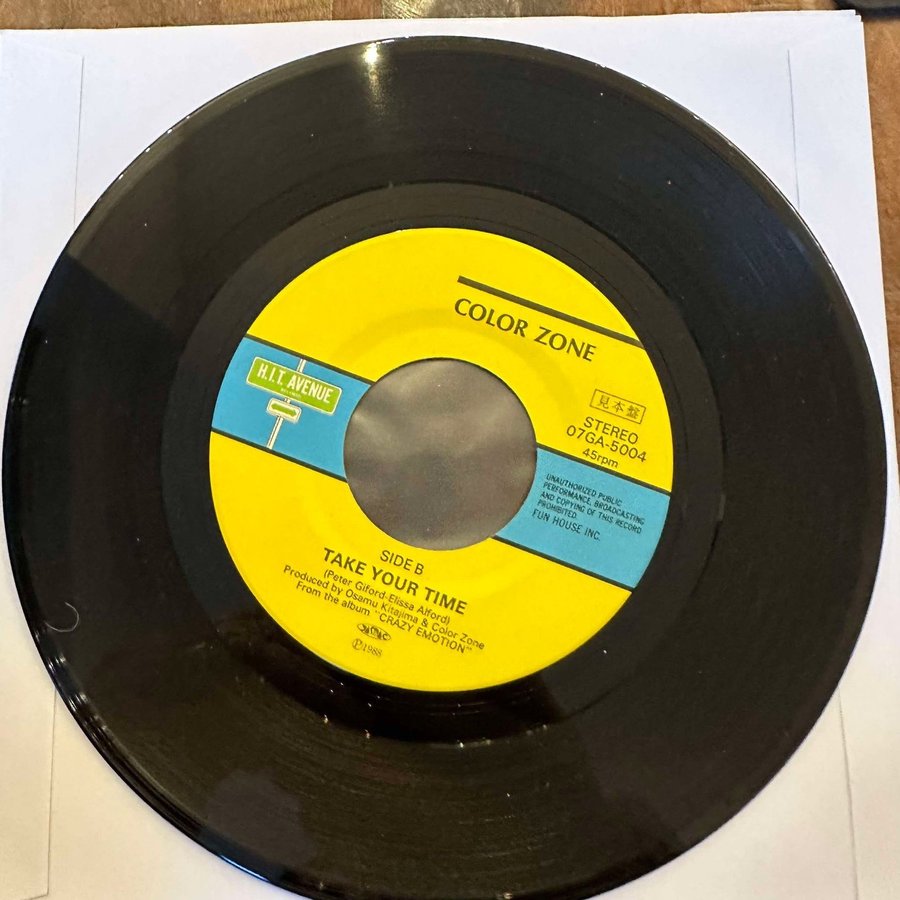 COLOR ZONE
H.I.T. AVENUE
見本盤
STEREO
07GA-5004
45rpm
UNAUTHORIZED PUBLIC
PERFORMANCE, BROADCASTING
AND COPYING OF THIS RECORD
PROHIBITED.
FUN HOUSE INC.
SIDE B
TAKE YOUR TIME
(Peter Giford-Elissa Alford)
Produced by Osamu Kitajima & Color Zone
From the album "CRAZY EMOTION"
Ⓟ1988